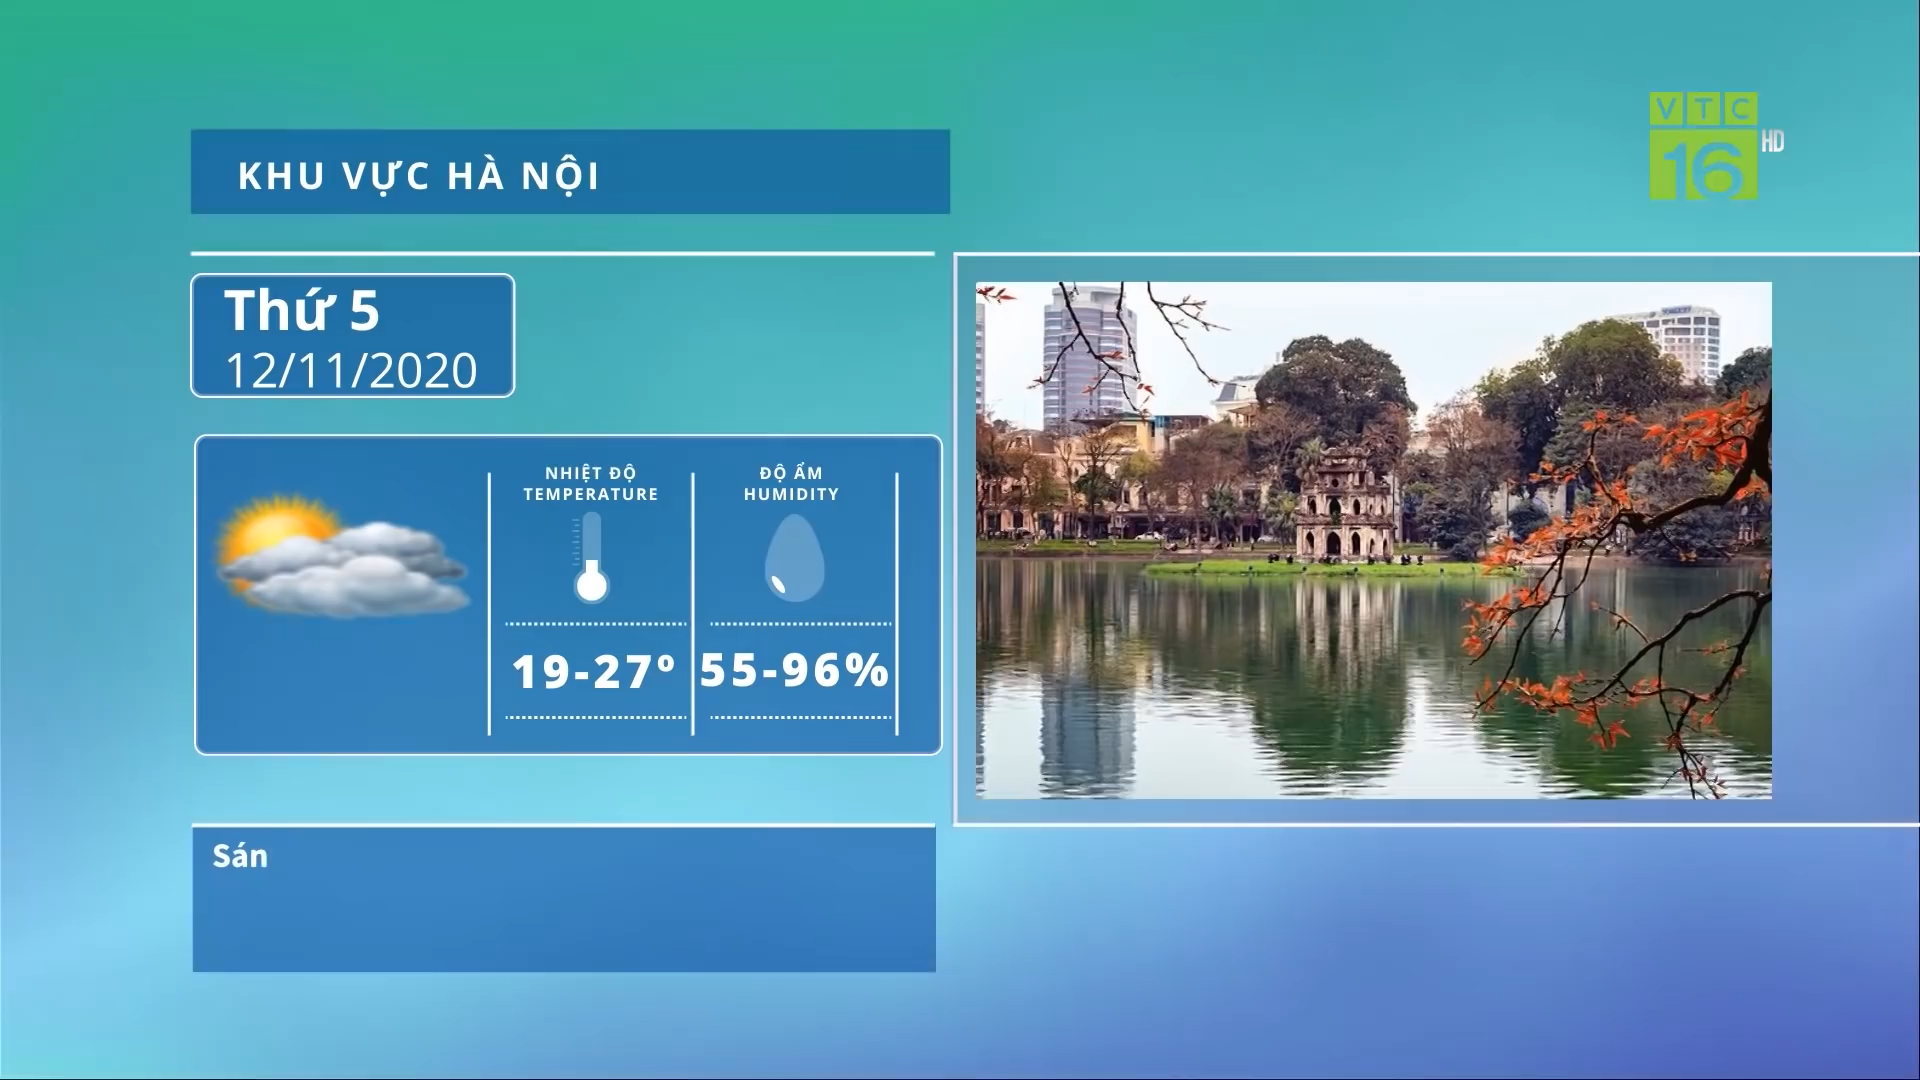 VTC
16
HD
KHU VỰC HÀ NỘI
Thứ 5
12/11/2020
NHIỆT ĐỘ
TEMPERATURE
19-27º
ĐỘ ẨM
HUMIDITY
55-96%
Sán